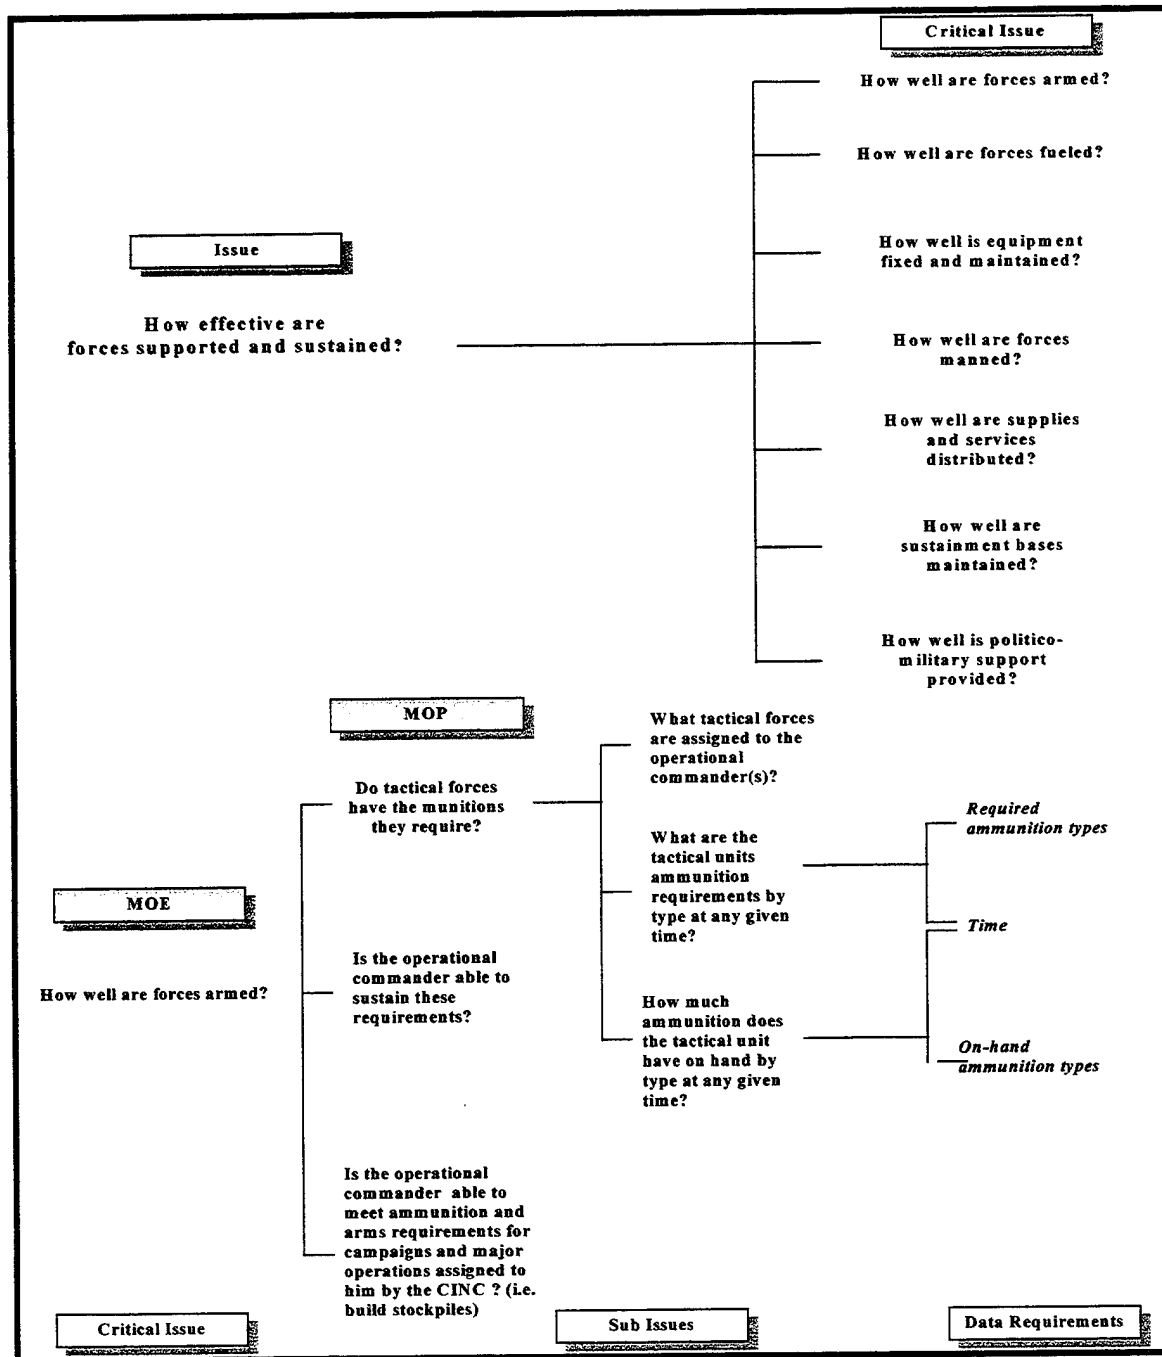 Critical Issue
How well are forces armed?
How well are forces fueled?
How well is equipment
fixed and maintained?
Issue
How effective are
forces supported and sustained?
How well are forces
manned?
How well are supplies
and services
distributed?
How well are
sustainment bases
maintained?
How well is politico-
military support
provided?
MOP
What tactical forces
are assigned to the
operational
commander(s)?
Do tactical forces
have the munitions
they require?
Required
ammunition types
What are the
tactical units
ammunition
requirements by
type at any given
time?
MOE
Time
How well are forces armed?
Is the operational
commander able to
sustain these
requirements?
How much
ammunition does
the tactical unit
have on hand by
type at any given
time?
On-hand
ammunition types
Is the operational
commander able to
meet ammunition and
arms requirements for
campaigns and major
operations assigned to
him by the CINC ? (i.e.
build stockpiles)
Critical Issue
Sub Issues
Data Requirements